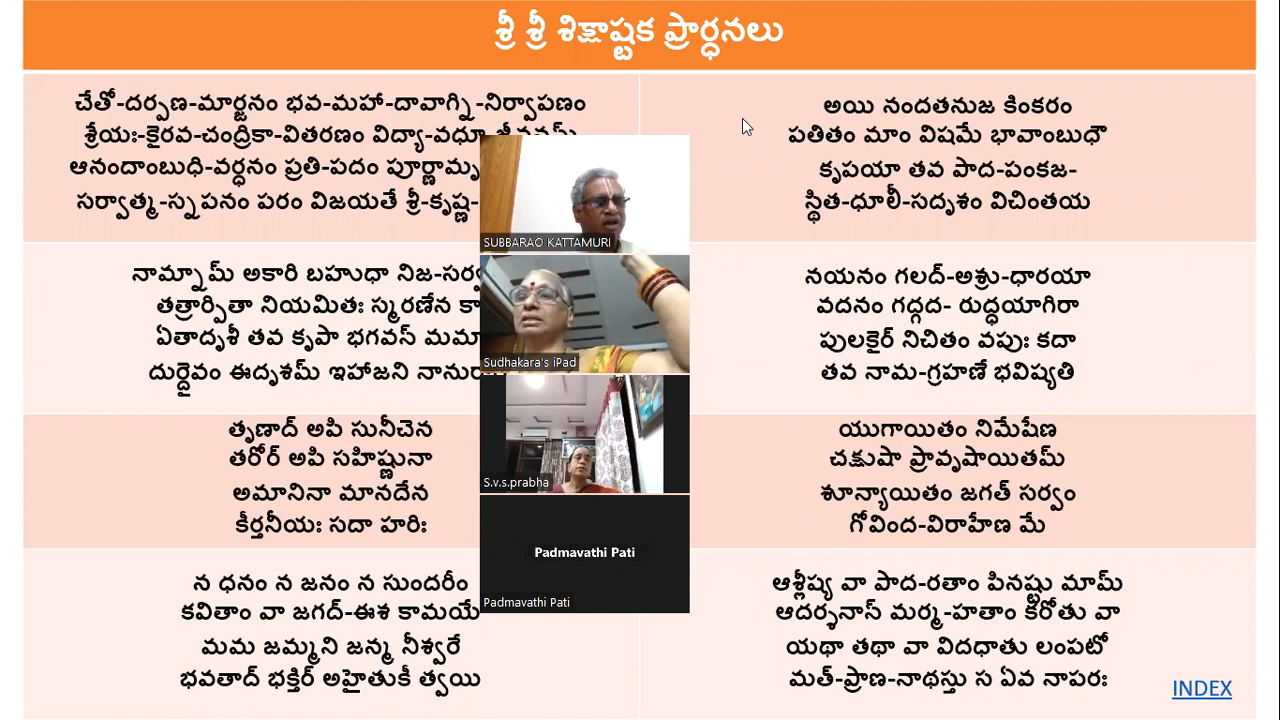 శ్రీ శ్రీ శిక్షాష్టక ప్రార్ధనలు
చేతో-దర్పణ-మార్జనం భవ-మహా-దావాగ్ని-నిర్వాపణం
శ్రేయః-కైరవ-చంద్రికా-వితరణం విద్యా-వధూ
ఆనందాంబుధి-వర్ధనం ప్రతి-పదం
సర్వాత్మ-స్నపనం పరం విజయతే శ్రీ-కృష్ణ-
నామ్నామ్ అకారి బహుధా నిజ-
తత్రార్పితా నియమితః స్మరణేన
ఏతాదృశీ తవ కృపా భగవన్
దుర్దైవం ఈదృశమ్ ఇహాజని
తృణాద్ అపి సునీచెన
తరోర్ అపి సహిష్ణునా
అమానినా మానదేన
కీర్తనీయః సదా హరిః
న ధనం న జనం న సుందరీం
కవితాం వా జగద్-ఈశ కామయే
మమ జమ్మని జన్మ నీశ్వరే
భవతాద్ భక్తిర్ అహైతుకీ త్వయి
అయి నందతనుజ కింకరం
పతితం మాం విషమే భావాంబుధౌ
కృపయా తవ పాద-పంకజ-
స్థిత-ధూలీ-సదృశం విచింతయ
నయనం గలద్-అశ్రు-ధారయా
వదనం గద్గద- రుద్ధయాగిరా
పులకైర్ నిచితం వపుః కదా
తవ నామ-గ్రహణే భవిష్యతి
యుగాయితం నిమేషేణ
చక్షుషా ప్రావృషాయితమ్
శూన్యాయితం జగత్ సర్వం
గోవింద-విరాహేణ మే
ఆశ్లీష్య వా పాద-రతాం పినష్టు మామ్
ఆదర్శనాన్ మర్మ-హతాం కరోతు వా
యథా తథా వా విదధాతు లంపటో
మత్-ప్రాణ-నాథస్తు స ఏవ నాపరః
SUBBARAO KATTAMURI
Sudhakara's iPad
S.v.s.prabha
Padmavathi Pati
Padmavathi Pati
INDEX